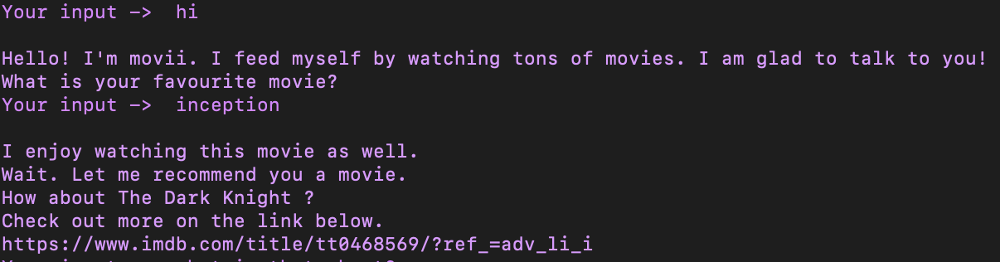 Your input ->  hi
Hello! I'm movii. I feed myself by watching tons of movies. I am glad to talk to you!
What is your favourite movie?
Your input ->  inception
I enjoy watching this movie as well.
Wait. Let me recommend you a movie.
How about The Dark Knight ?
Check out more on the link below.
https://www.imdb.com/title/tt0468569/?ref_=adv_li_i